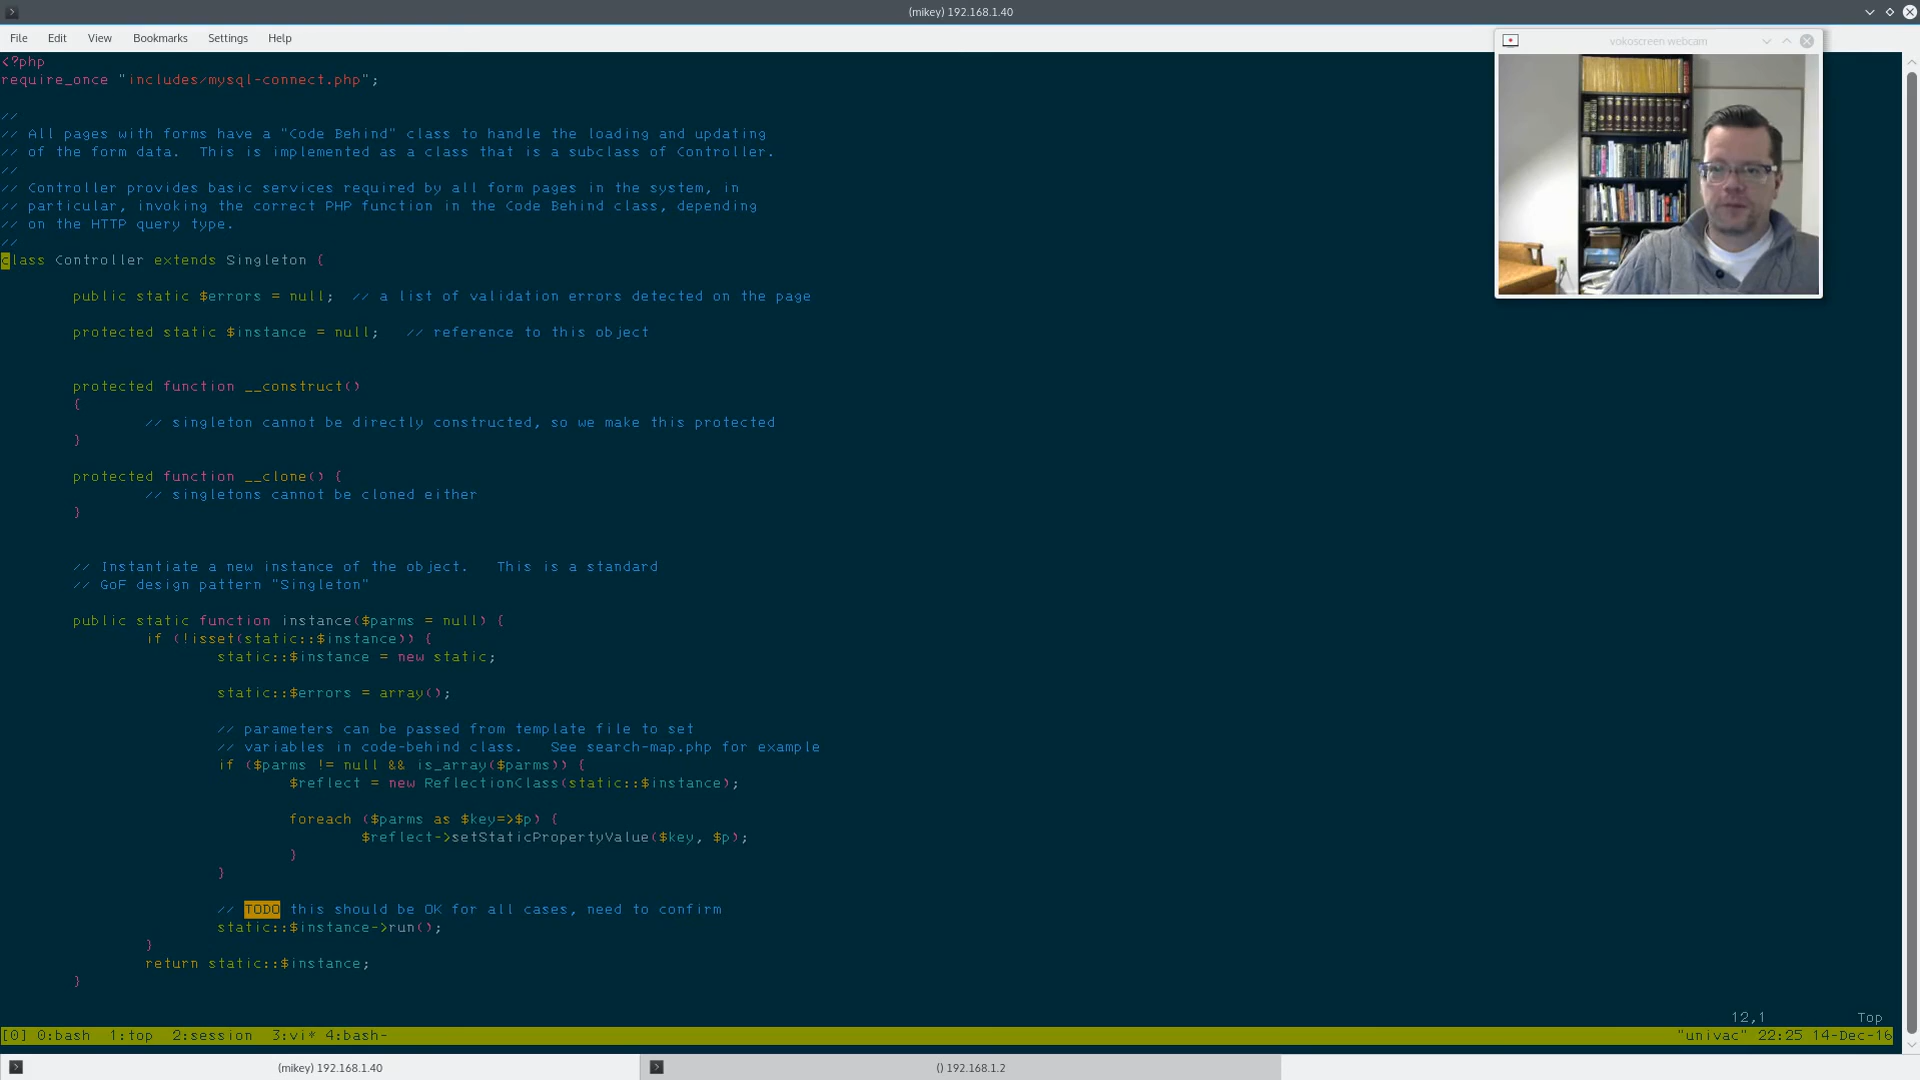 (mikey) 192.168.1.40
File Edit View Bookmarks Settings Help
vokoscreen webcam
<?php
require_once "includes/mysql-connect.php";
//
// All pages with forms have a "Code Behind" class to handle the loading and updating
// of the form data.  This is implemented as a class that is a subclass of Controller.
//
// Controller provides basic services required by all form pages in the system, in
// particular, invoking the correct PHP function in the Code Behind class, depending
// on the HTTP query type.
//
class Controller extends Singleton {
public static $errors = null;  // a list of validation errors detected on the page
protected static $instance = null;   // reference to this object
protected function __construct()
{
// singleton cannot be directly constructed, so we make this protected
}
protected function __clone() {
// singletons cannot be cloned either
}
// Instantiate a new instance of the object.   This is a standard
// GoF design pattern "Singleton"
public static function instance($parms = null) {
if (!isset(static::$instance)) {
static::$instance = new static;
static::$errors = array();
// parameters can be passed from template file to set
// variables in code-behind class.   See search-map.php for example
if ($parms != null && is_array($parms)) {
$reflect = new ReflectionClass(static::$instance);
foreach ($parms as $key=>$p) {
$reflect->setStaticPropertyValue($key, $p);
}
}
// TODO this should be OK for all cases, need to confirm
static::$instance->run();
}
return static::$instance;
}
12,1 Top
[0] 0:bash  1:top  2:session  3:vi* 4:bash- "univac" 22:25 14-Dec-16
(mikey) 192.168.1.40 () 192.168.1.2